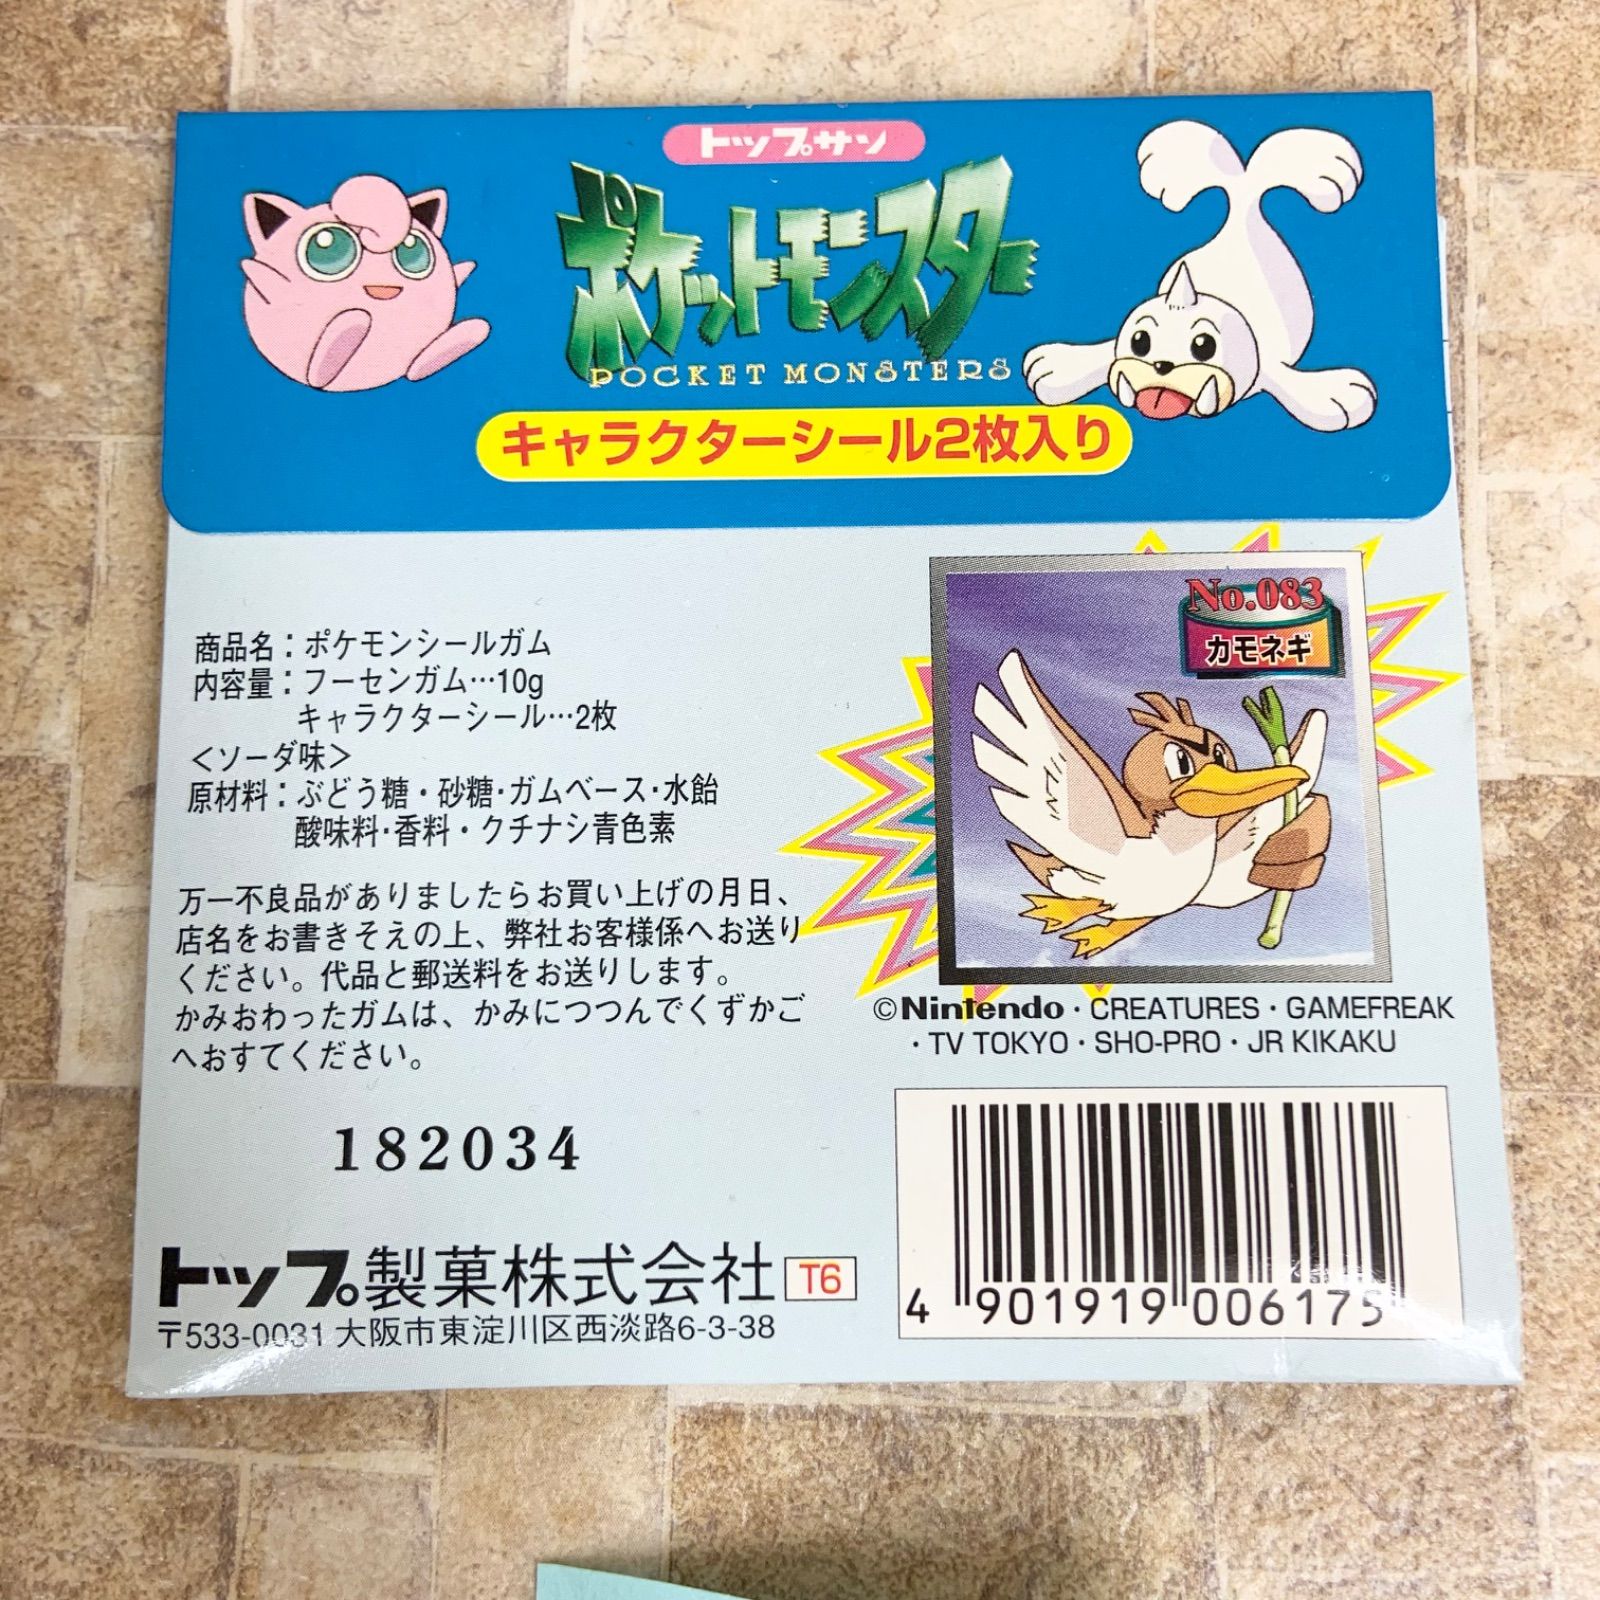 トップサン
ポケットモンスター
POCKET MONSTERS
キャラクターシール2枚入り
商品名：ポケモンシールガム
内容量：フーセンガム…10g
キャラクターシール…2枚
＜ソーダ味＞
原材料：ぶどう糖・砂糖・ガムベース・水飴
酸味料・香料・クチナシ青色素
万一不良品がありましたらお買い上げの月日、
店名をお書きそえの上、弊社お客様係へお送り
ください。代品と郵送料をお送りします。
かみおわったガムは、かみにつつんでくずかご
へおすてください。
182034
トップ製菓株式会社 T6
〒533-0031 大阪市東淀川区西淡路6-3-38
No.083
カモネギ
©Nintendo・CREATURES・GAMEFREAK
・TV TOKYO・SHO-PRO・JR KIKAKU
4 901919 006175